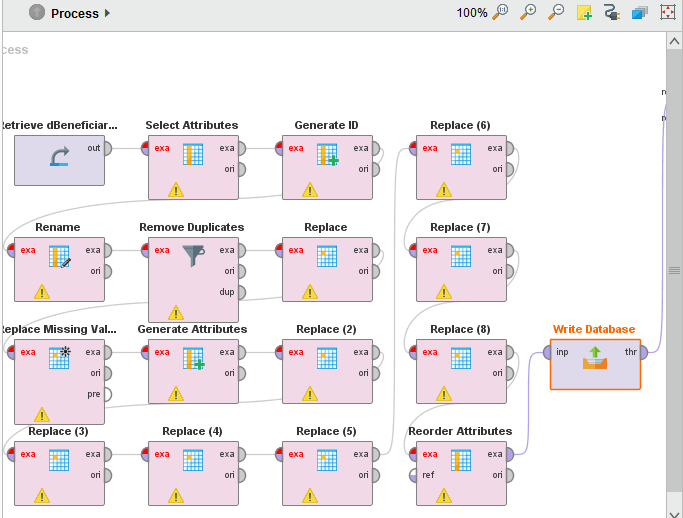 Process
100%
cess
Retrieve dBeneficiar...
out
Select Attributes
exa exa
ori
Generate ID
exa exa
ori
Replace (6)
exa exa
ori
Rename
exa exa
ori
Remove Duplicates
exa exa
ori
dup
Replace
exa exa
ori
Replace (7)
exa exa
ori
Replace Missing Val...
exa exa
ori
pre
Generate Attributes
exa exa
ori
Replace (2)
exa exa
ori
Replace (8)
exa exa
ori
Write Database
inp thr
Replace (3)
exa exa
ori
Replace (4)
exa exa
ori
Replace (5)
exa exa
ori
Reorder Attributes
exa exa
ref ori